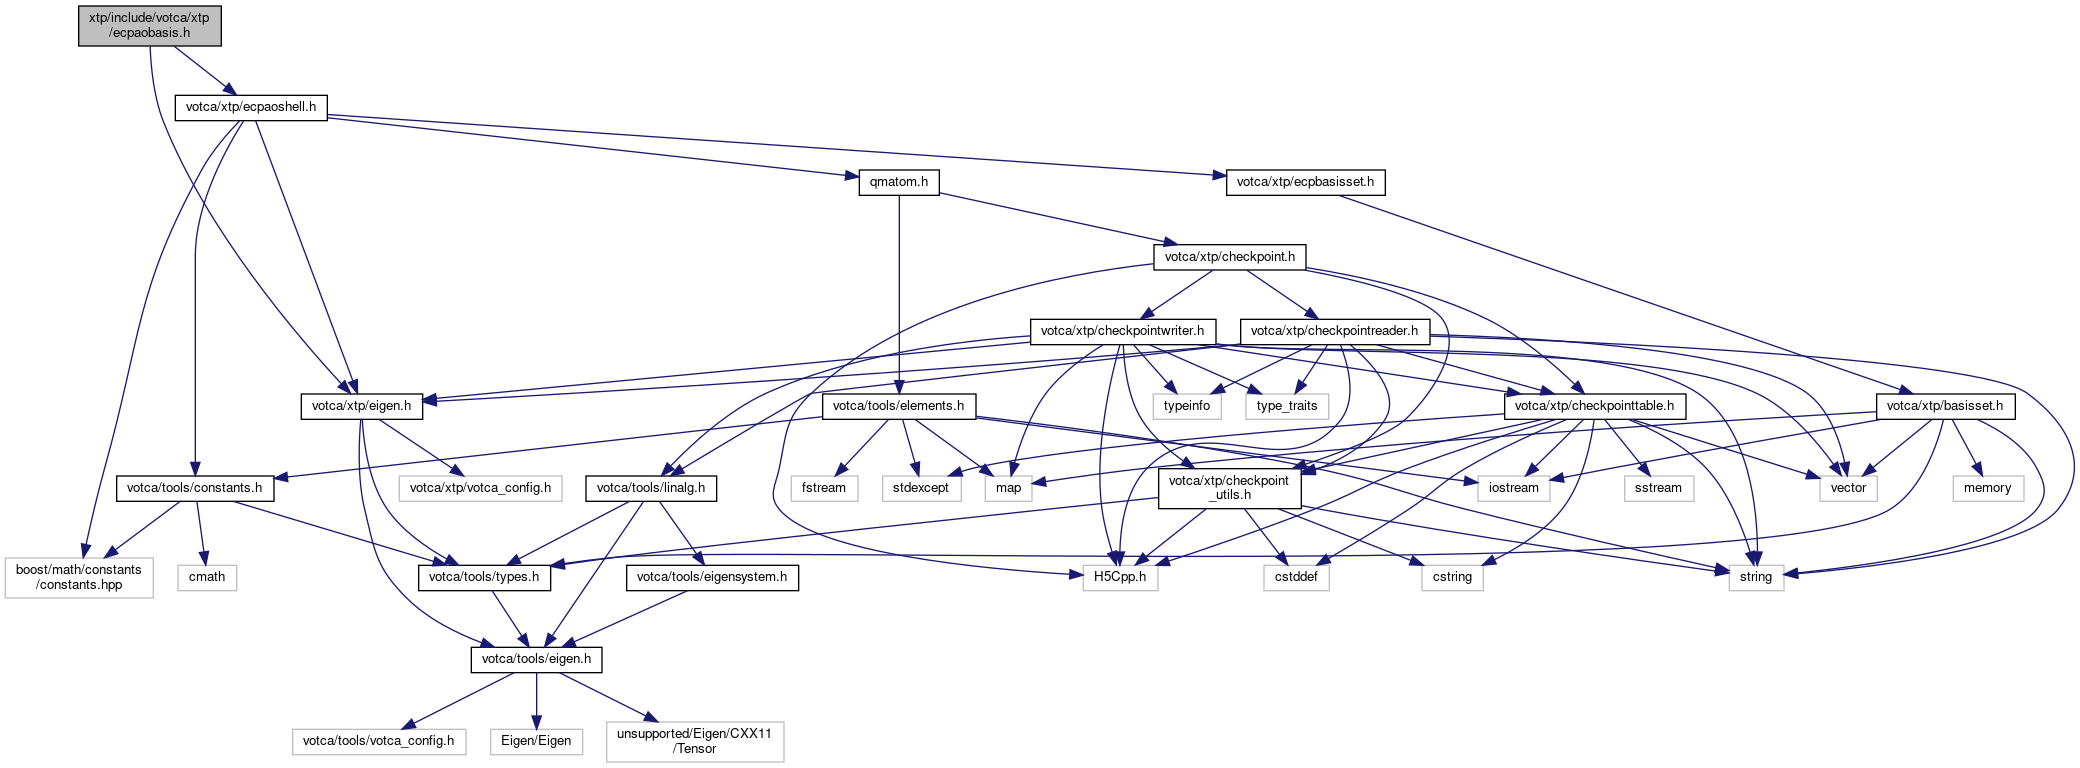 xtp/include/votca/xtp
/ecpaobasis.h
votca/xtp/ecpaoshell.h
qmatom.h
votca/xtp/ecpbasisset.h
votca/xtp/checkpoint.h
votca/xtp/checkpointwriter.h
votca/xtp/checkpointreader.h
votca/xtp/eigen.h
votca/tools/elements.h
typeinfo
type_traits
votca/xtp/checkpointtable.h
votca/xtp/basisset.h
votca/tools/constants.h
votca/xtp/votca_config.h
votca/tools/linalg.h
fstream
stdexcept
map
votca/xtp/checkpoint
_utils.h
iostream
sstream
vector
memory
boost/math/constants
/constants.hpp
cmath
votca/tools/types.h
votca/tools/eigensystem.h
H5Cpp.h
cstddef
cstring
string
votca/tools/eigen.h
votca/tools/votca_config.h
Eigen/Eigen
unsupported/Eigen/CXX11
/Tensor